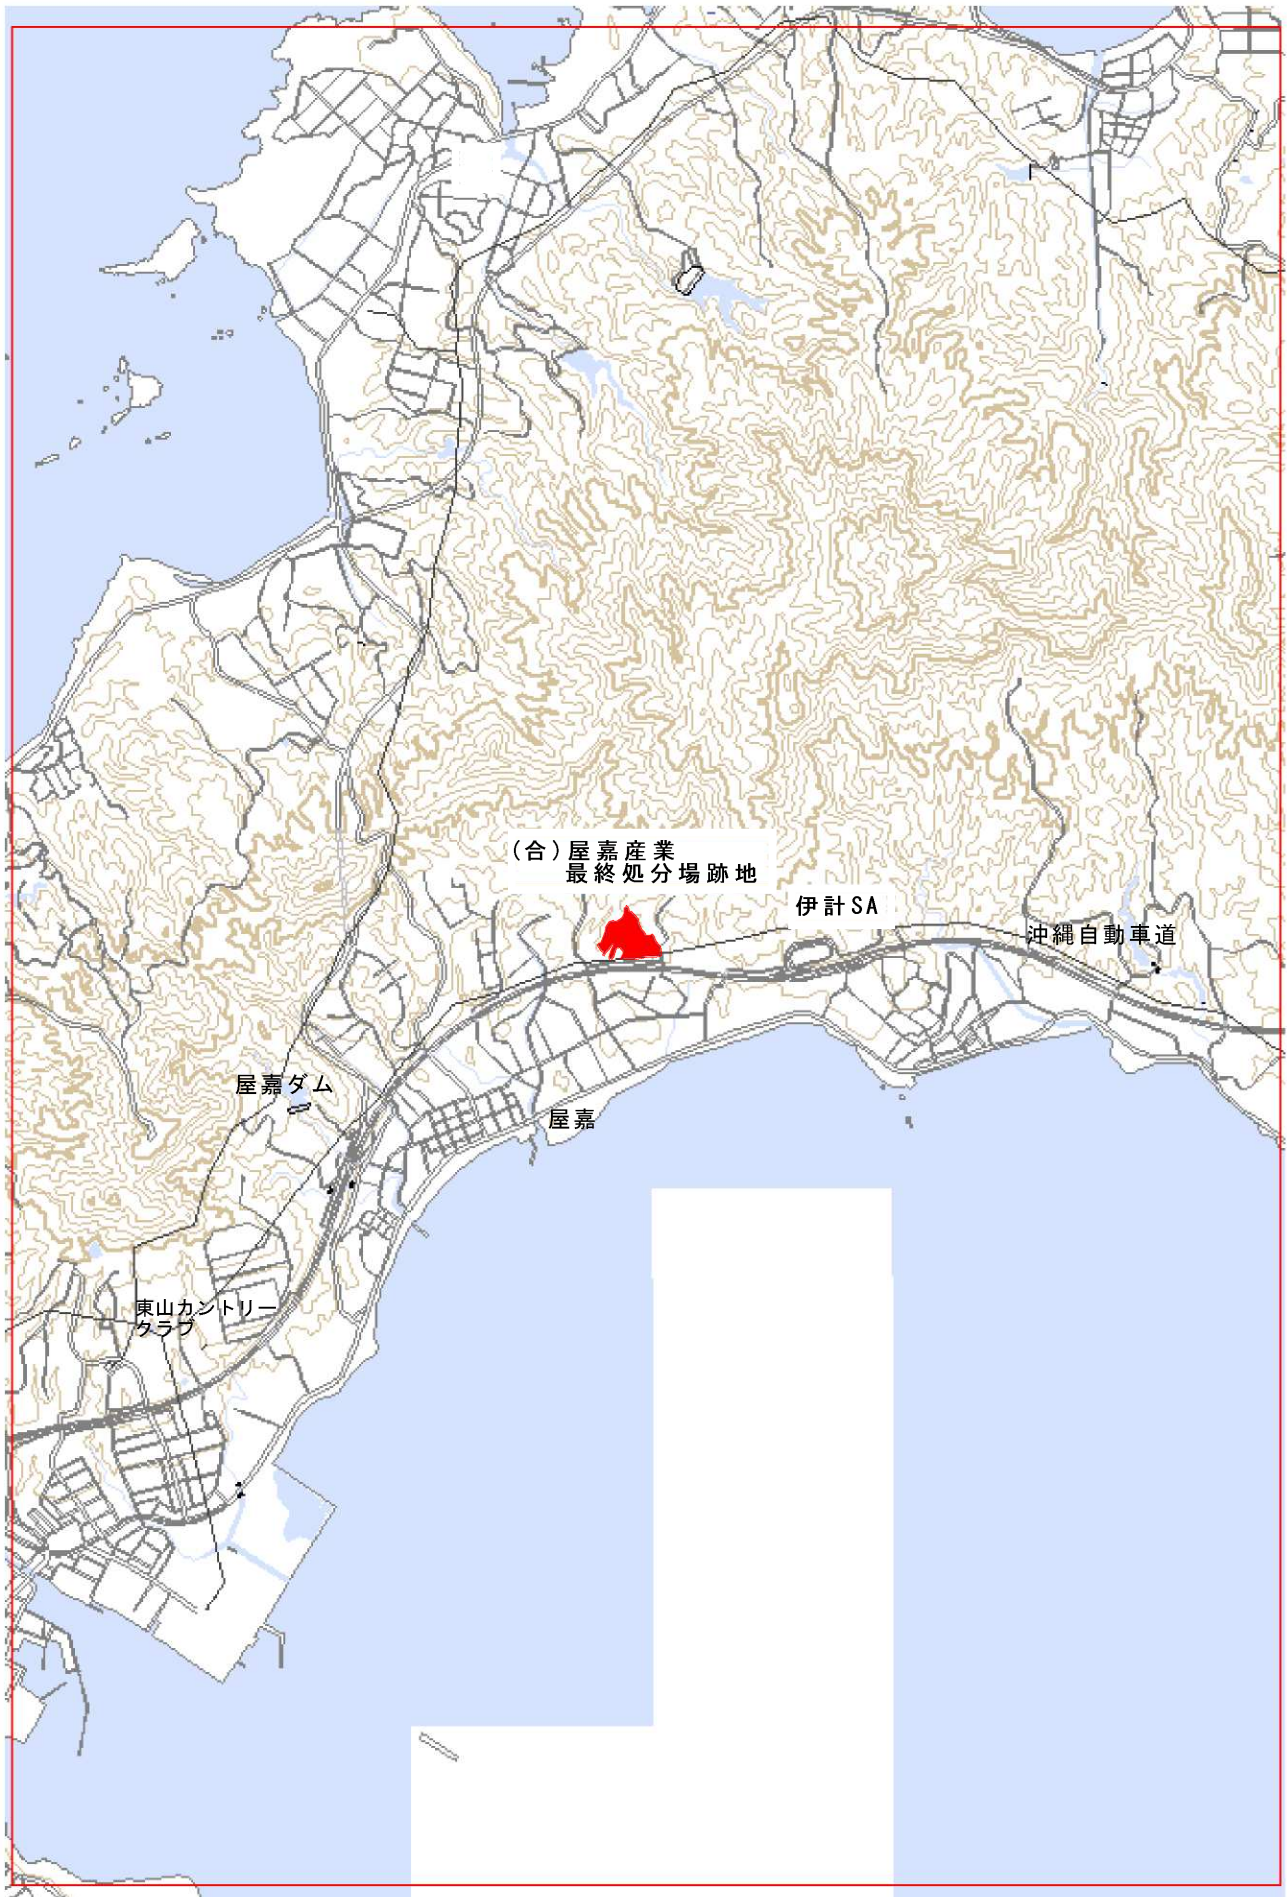 (合)屋嘉産業
最終処分場跡地
伊計SA
沖縄自動車道
屋嘉ダム
屋嘉
東山カントリー
クラブ